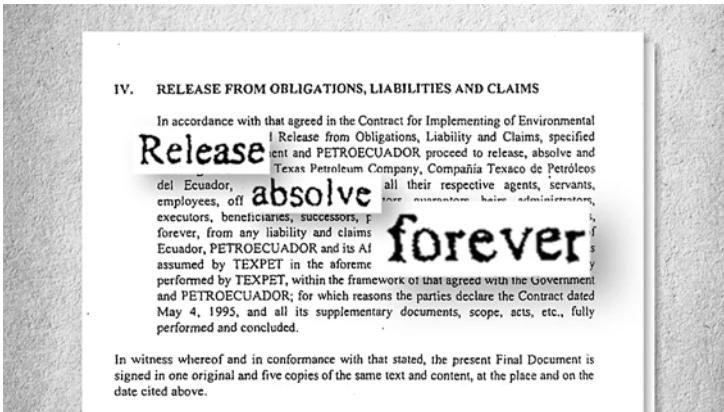 IV. RELEASE FROM OBLIGATIONS, LIABILITIES AND CLAIMS
In accordance with that agreed in the Contract for Implementing of Environmental
Release from Obligations, Liability and Claims, specified
Release
and PETROECUADOR proceed to release, absolve and
Texas Petroleum Company, Compañía Texaco de Petróleos
del Ecuador, absolve all their respective agents, servants,
employees, heirs, administrators,
executors, beneficiaries, successors,
forever
forever, from any liability and claims
Ecuador, PETROECUADOR and its
assumed by TEXPET in the
performed by TEXPET, within the framework of that agreed with the Government
and PETROECUADOR; for which reasons the parties declare the Contract dated
May 4, 1995, and all its supplementary documents, scope, acts, etc., fully
performed and concluded.
In witness whereof and in conformance with that stated, the present Final Document is
signed in one original and five copies of the same text and content, at the place and on the
date cited above.